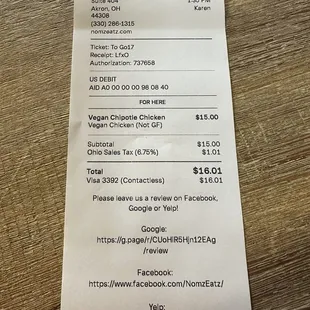 Suite 404 1:30 PM
Akron, OH Karen
44308
(330) 286-1315
nomzeatz.com
Ticket: To Go17
Receipt: LfxO
Authorization: 737658
US DEBIT
AID A0 00 00 00 98 08 40
FOR HERE
Vegan Chipotle Chicken $15.00
Vegan Chicken (Not GF)
Subtotal $15.00
Ohio Sales Tax (6.75%) $1.01
Total $16.01
Visa 3392 (Contactless) $16.01
Please leave us a review on Facebook,
Google or Yelp!
Google:
https://g.page/r/CUoHIR5Hjn12EAg
/review
Facebook:
https://www.facebook.com/NomzEatz/
Yelp: